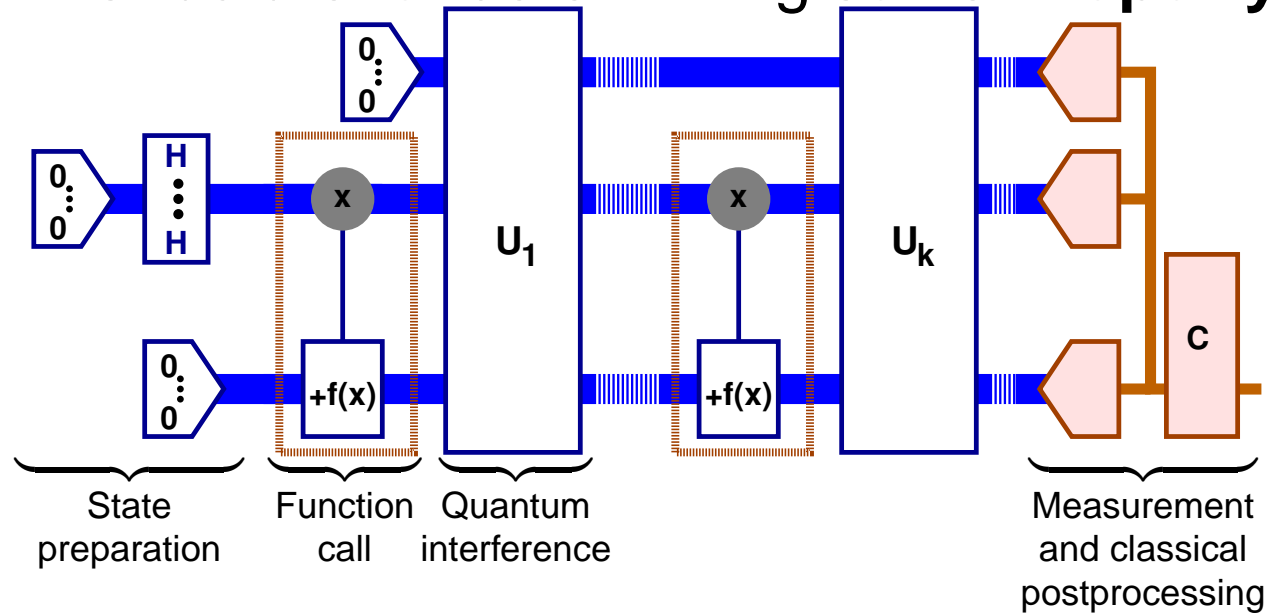 0
0
0
0
H
H
x
x
U1
Uk
C
0
0
+f(x)
+f(x)
State
preparation
Function
call
Quantum
interference
Measurement
and classical
postprocessing